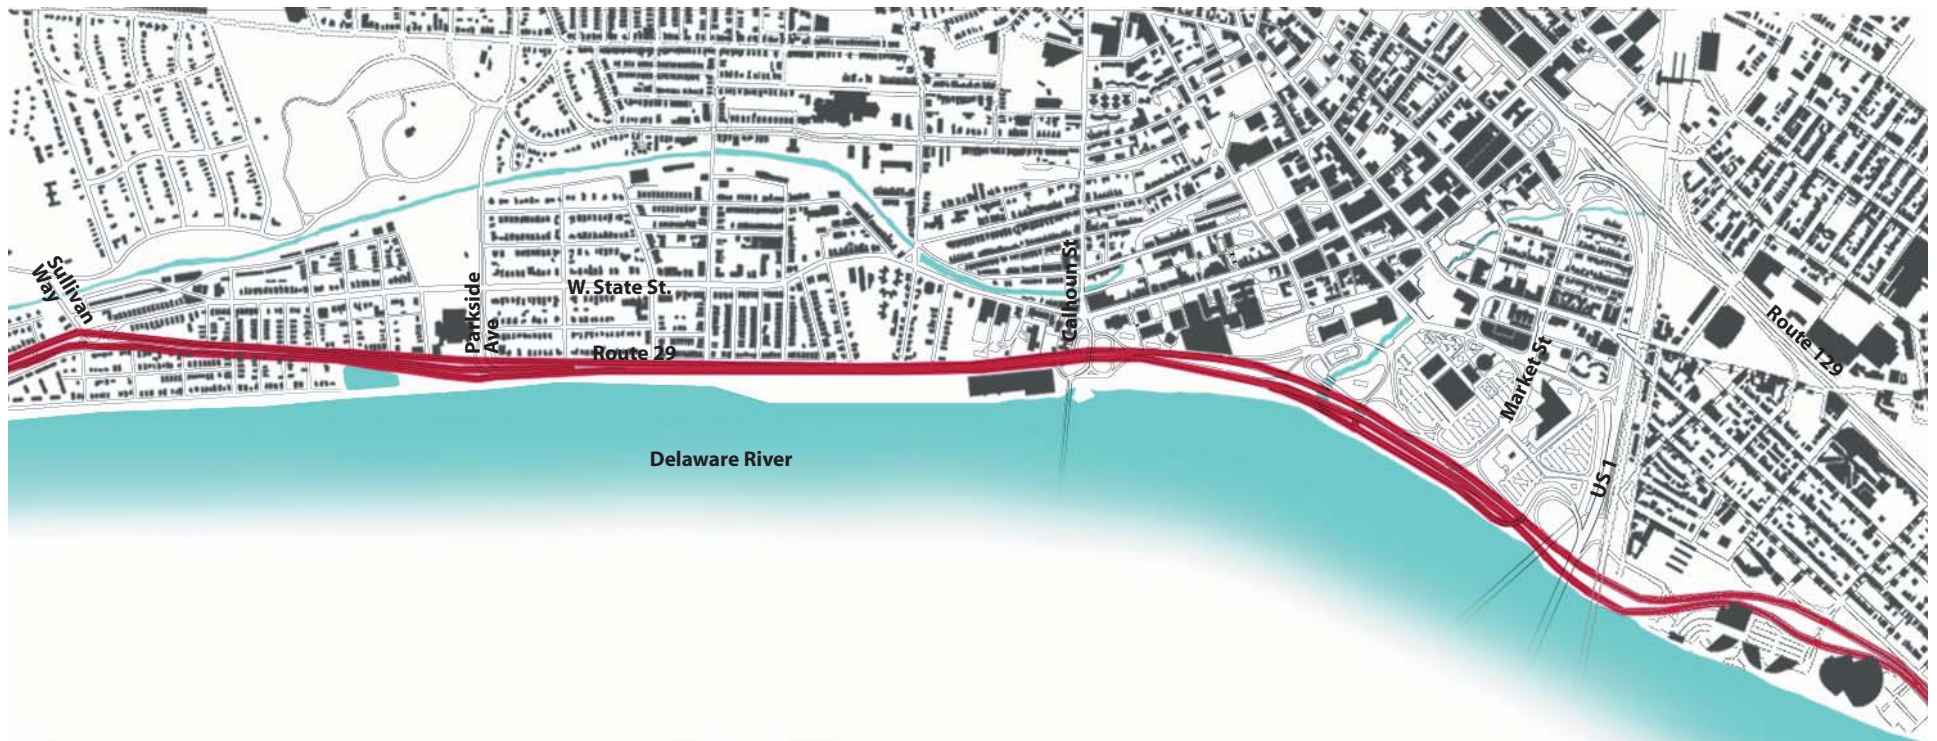 Sullivan
Way
Parkside
Ave
W. State St.
Route 29
Calhoun St
Delaware River
Market St
US 1
Route 129